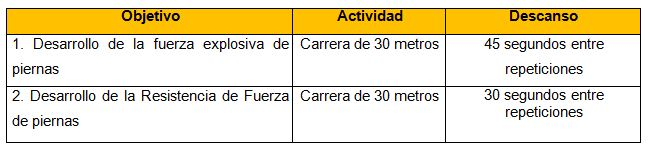 Objetivo Actividad Descanso
1. Desarrollo de la fuerza explosiva de Carrera de 30 metros 45 segundos entre
piernas repeticiones
2. Desarrollo de la Resistencia de Fuerza Carrera de 30 metros 30 segundos entre
de piernas repeticiones